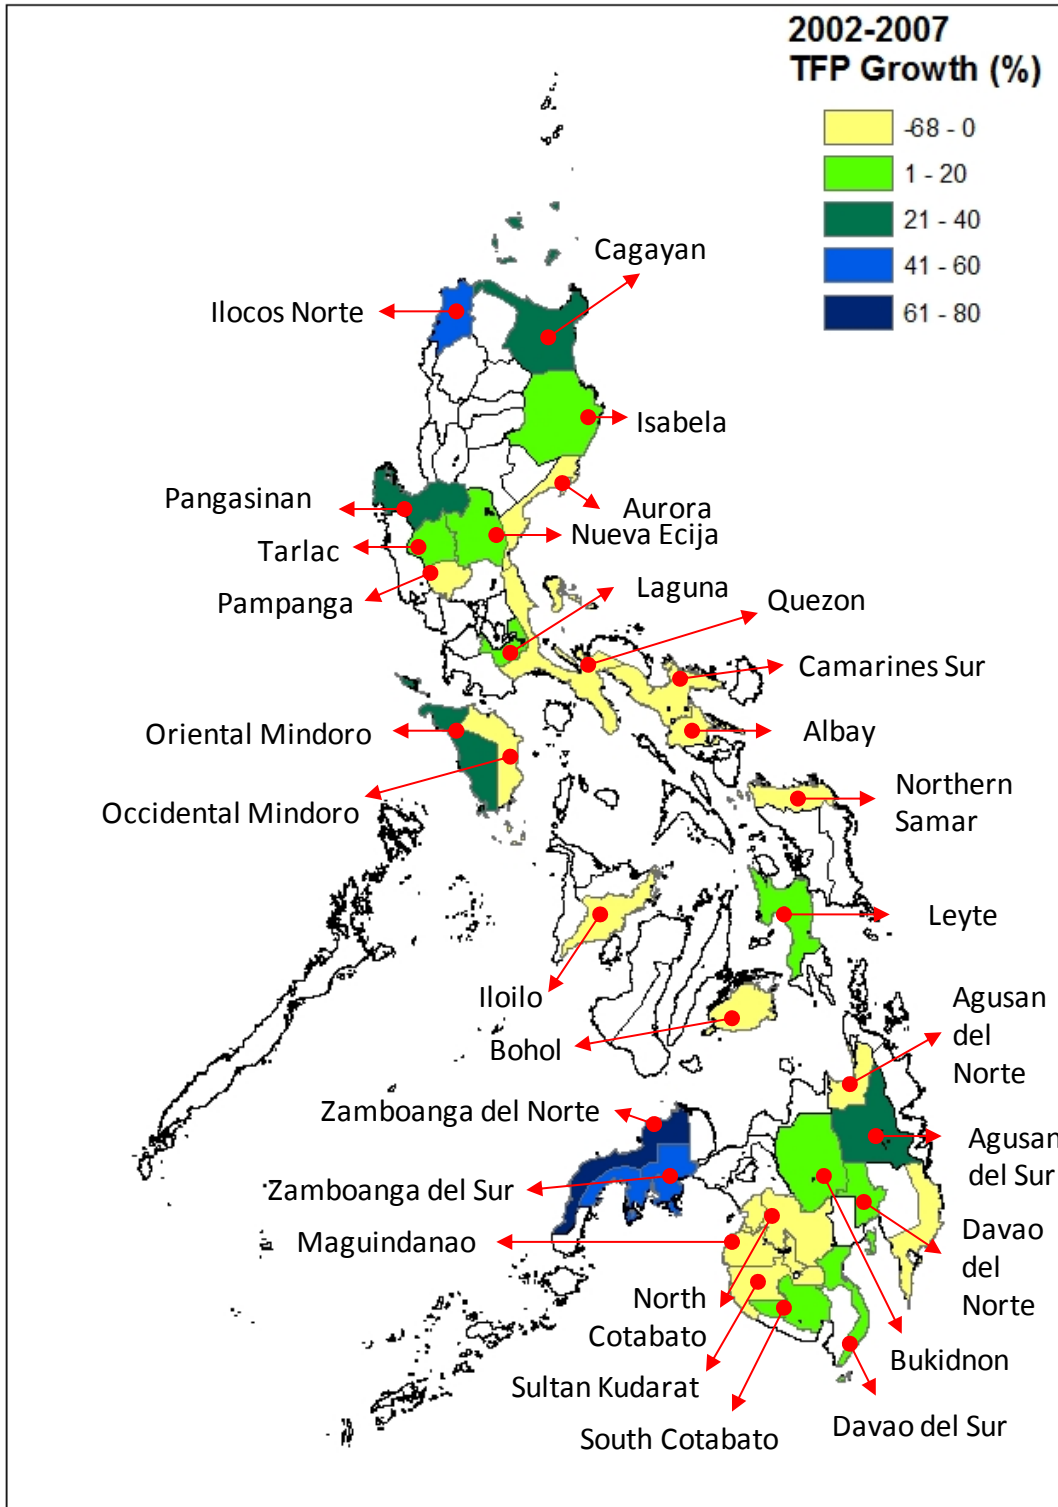 2002-2007
TFP Growth (%)
-68 - 0
1 - 20
21 - 40
41 - 60
61 - 80
Cagayan
Ilocos Norte
Isabela
Pangasinan
Aurora
Nueva Ecija
Tarlac
Laguna
Quezon
Pampanga
Camarines Sur
Oriental Mindoro
Albay
Occidental Mindoro
Northern
Samar
Leyte
Iloilo
Agusan
del
Norte
Bohol
Zamboanga del Norte
Agusan
del Sur
Zamboanga del Sur
Maguindanao
Davao
del
Norte
North
Cotabato
Bukidnon
Sultan Kudarat
Davao del Sur
South Cotabato